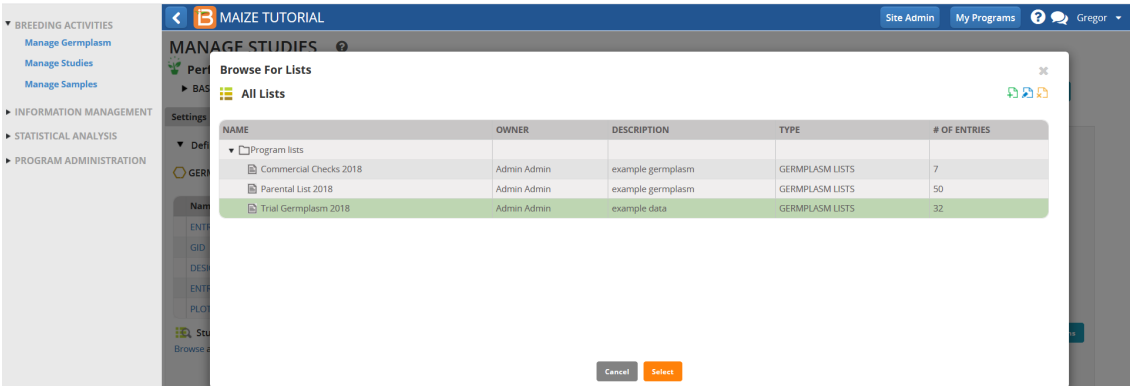 BREEDING ACTIVITIES
Manage Germplasm
Manage Studies
Manage Samples
INFORMATION MANAGEMENT
STATISTICAL ANALYSIS
PROGRAM ADMINISTRATION
MAIZE TUTORIAL
Site Admin
My Programs
Gregor
MANAGE STUDIES
Browse For Lists
All Lists
Settings
NAME OWNER DESCRIPTION TYPE # OF ENTRIES
Program lists
Commercial Checks 2018 Admin Admin example germplasm GERMPLASM LISTS 7
Parental List 2018 Admin Admin example germplasm GERMPLASM LISTS 50
Trial Germplasm 2018 Admin Admin example data GERMPLASM LISTS 32
GID
Cancel
Select